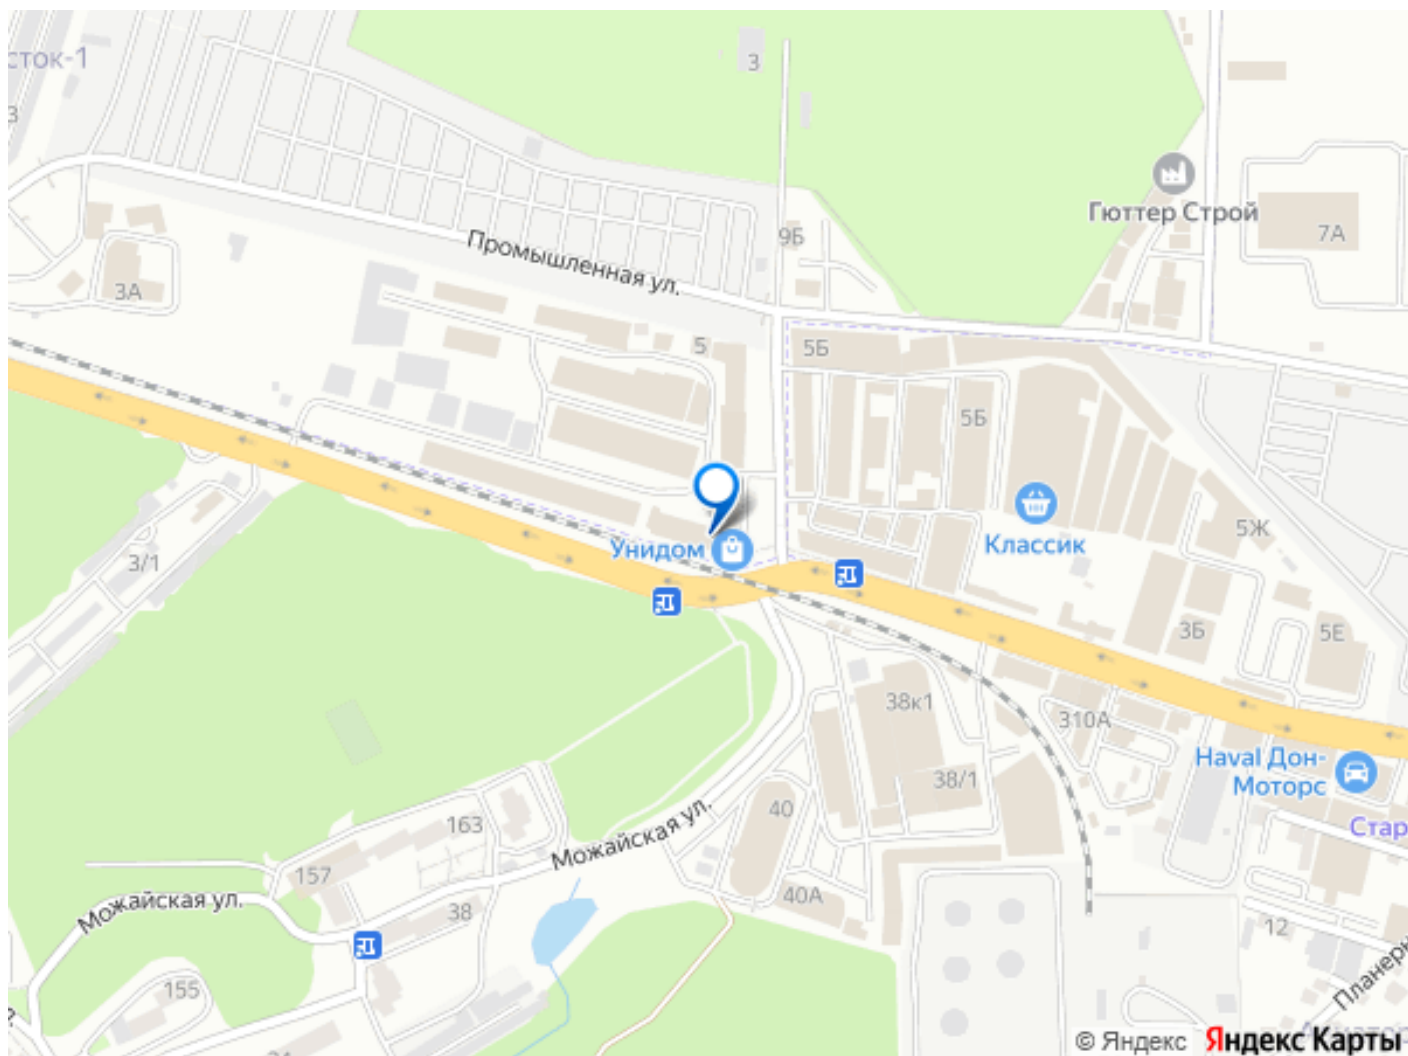 сток-1
3
3
Гюттер Строй
7А
9Б
Промышленная ул.
3А
5
5Б
5Б
Классик
5Ж
Унидом
3/1
3Б
5Е
38к1
310А
Haval Дон-
Моторс
38/1
40
163
Можайская ул.
Стар
157
40А
Можайская ул.
38
12
155
Планерн
© Яндекс
Яндекс Карты